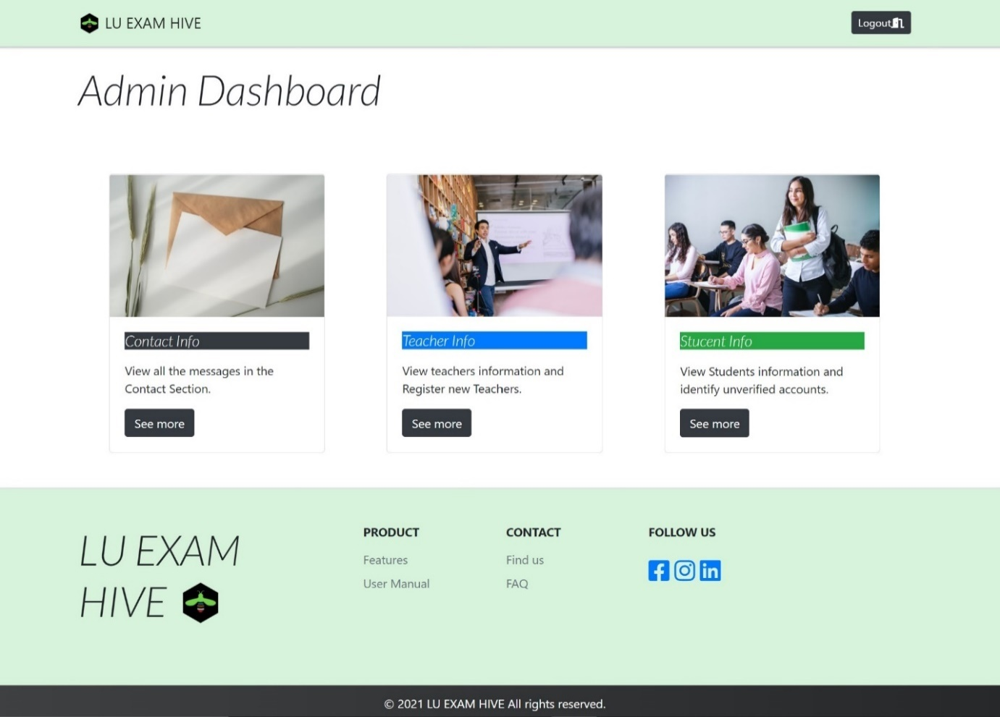 LU EXAM HIVE
Logout
Admin Dashboard
Contact Info
View all the messages in the
Contact Section.
See more
Teacher Info
View teachers information and
Register new Teachers.
See more
Stucent Info
View Students information and
identify unverified accounts.
See more
LU EXAM
HIVE
PRODUCT
Features
User Manual
CONTACT
Find us
FAQ
FOLLOW US
© 2021 LU EXAM HIVE All rights reserved.